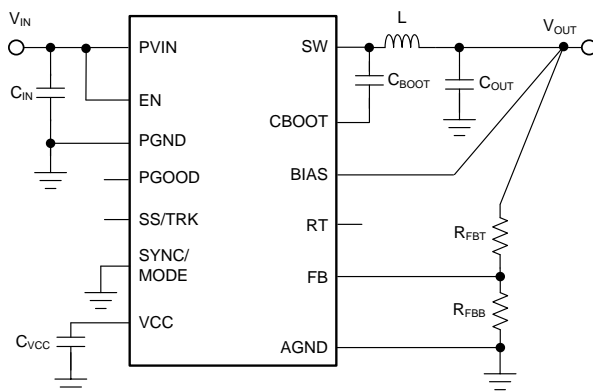 VIN
VOUT
L
PVIN
SW
CIN
CBOOT
COUT
EN
CBOOT
PGND
BIAS
PGOOD
SS/TRK
RT
RFBT
SYNC/
MODE
FB
RFBB
VCC
CVCC
AGND